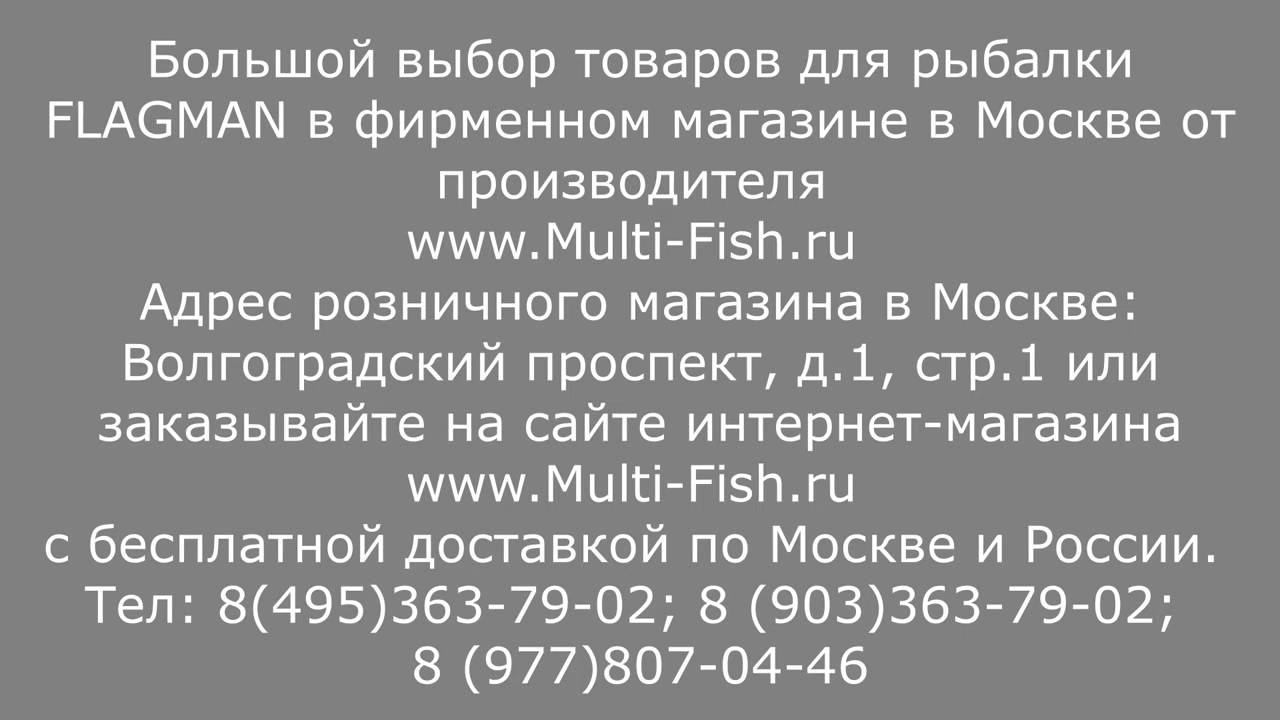 Большой выбор товаров для рыбалки
FLAGMAN в фирменном магазине в Москве от
производителя
www.Multi-Fish.ru
Адрес розничного магазина в Москве:
Волгоградский проспект, д.1, стр.1 или
заказывайте на сайте интернет-магазина
www.Multi-Fish.ru
с бесплатной доставкой по Москве и России.
Тел: 8(495)363-79-02; 8 (903)363-79-02;
8 (977)807-04-46